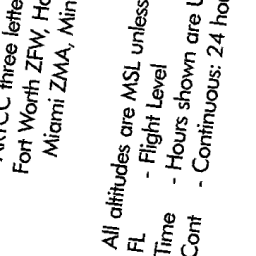 three lette
Fort Worth ZFW, Ho
Miami ZMA, Min
All altitudes are MSL unless
FL - Flight Level
Time - Hours shown are U
Cont - Continuous: 24 hou